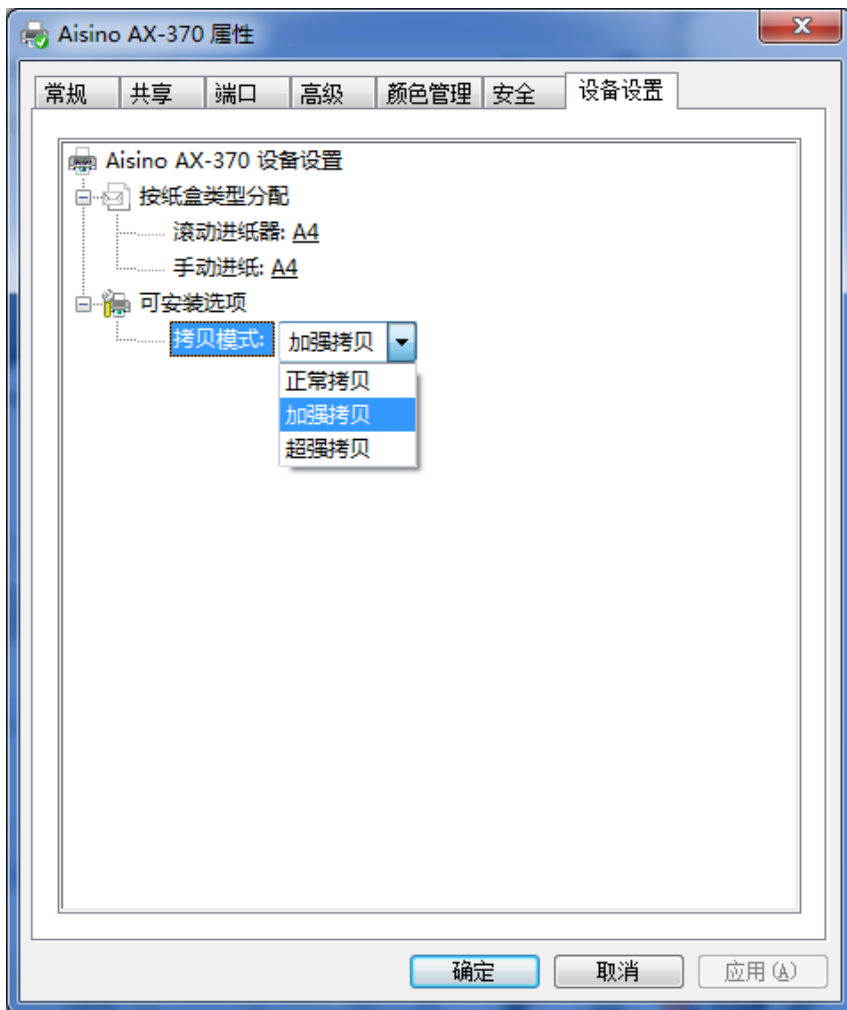 Aisino AX-370 属性
常规 共享 端口 高级 颜色管理 安全 设备设置
Aisino AX-370 设备设置
按纸盒类型分配
滚动进纸器: A4
手动进纸: A4
可安装选项
拷贝模式: 加强拷贝
正常拷贝
加强拷贝
超强拷贝
确定 取消 应用(A)